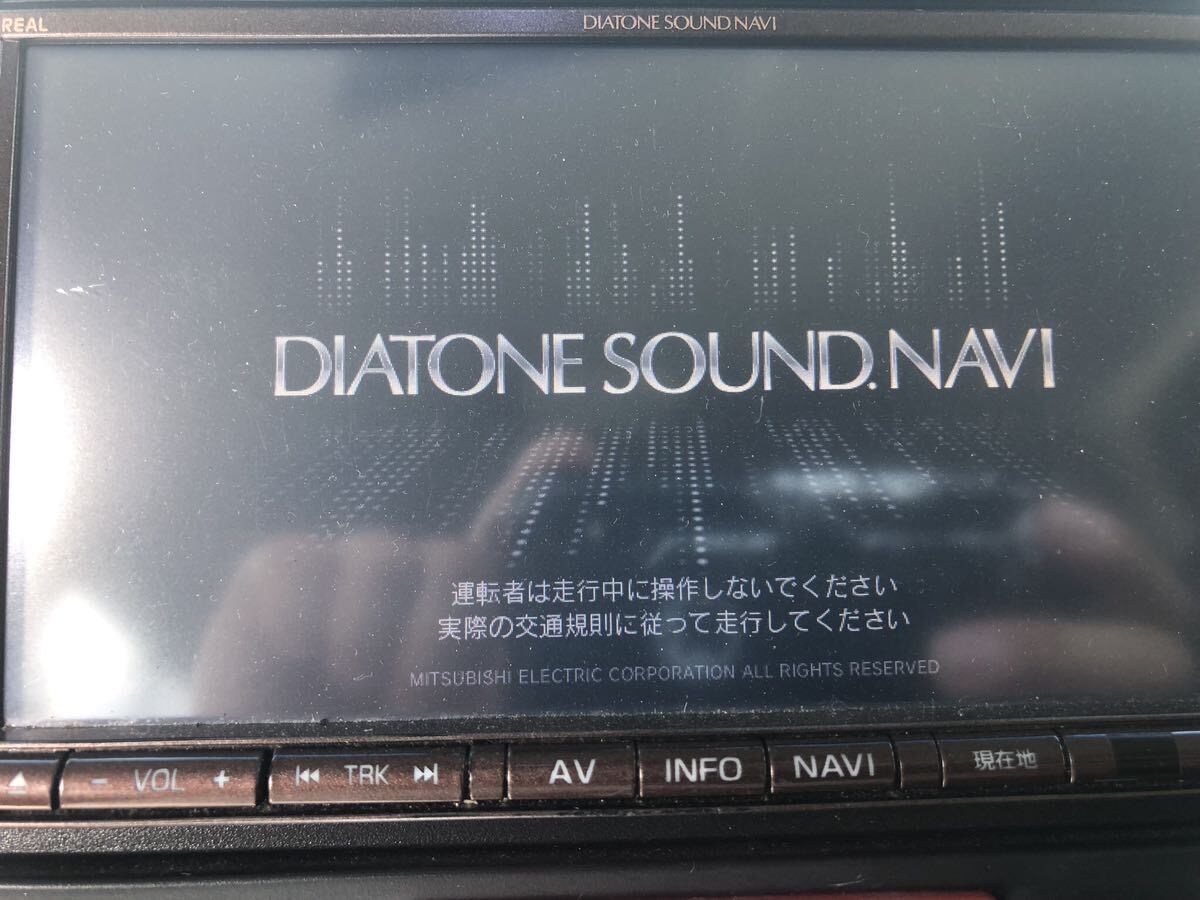 REAL
DIATONE SOUND.NAVI
DIATONE SOUND.NAVI
運転者は走行中に操作しないでください
実際の交通規則に従って走行してください
MITSUBISHI ELECTRIC CORPORATION ALL RIGHTS RESERVED
− VOL + TRK AV INFO NAVI 現在地